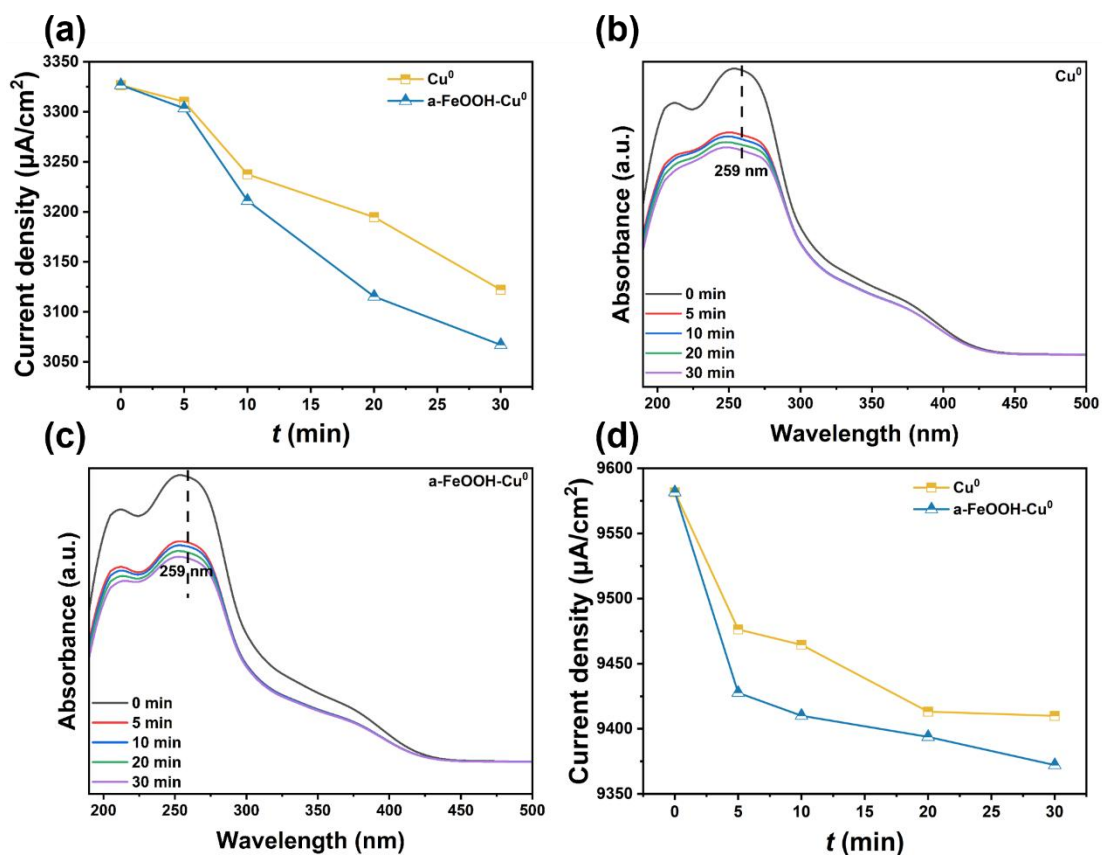 (a)
Current density (µA/cm²)
3350
3300
3250
3200
3150
3100
3050
0
5
10
15
20
25
30
t (min)
Cu⁰
a-FeOOH-Cu⁰
(b)
Absorbance (a.u.)
Cu⁰
259 nm
0 min
5 min
10 min
20 min
30 min
200
250
300
350
400
450
500
Wavelength (nm)
(c)
Absorbance (a.u.)
a-FeOOH-Cu⁰
259 nm
0 min
5 min
10 min
20 min
30 min
200
250
300
350
400
450
500
Wavelength (nm)
(d)
Current density (µA/cm²)
9600
9550
9500
9450
9400
9350
0
5
10
15
20
25
30
t (min)
Cu⁰
a-FeOOH-Cu⁰